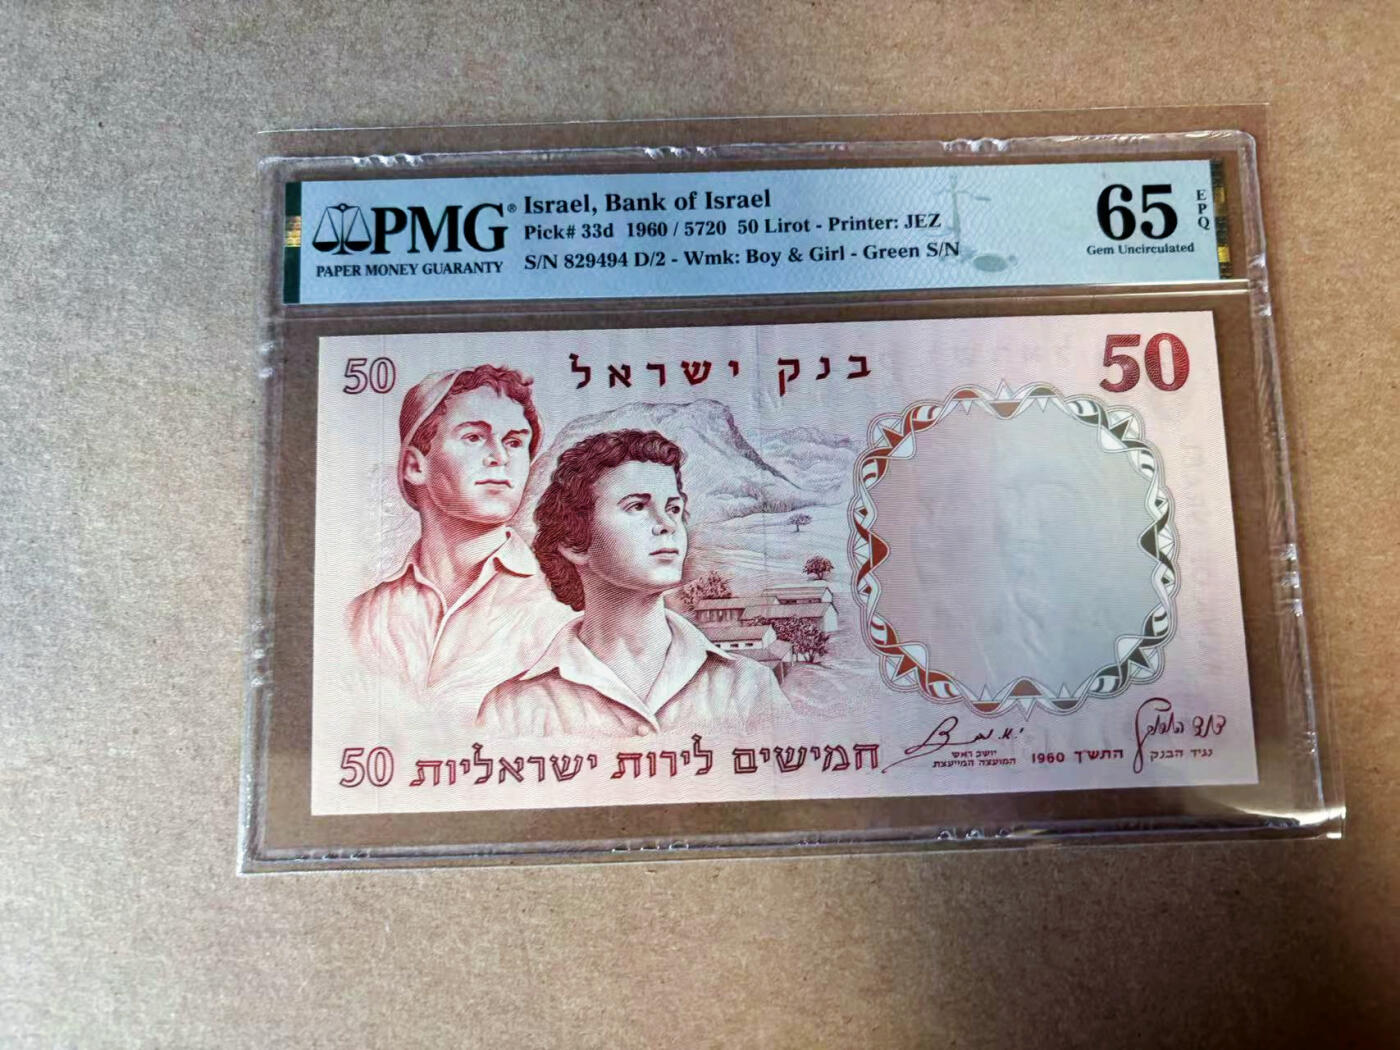 PMG®
PAPER MONEY GUARANTY
Israel, Bank of Israel
Pick# 33d 1960 / 5720 50 Lirot - Printer: JEZ
S/N 829494 D/2 - Wmk: Boy & Girl - Green S/N
65
Gem Uncirculated
EPQ
50
בנק ישראל
50
50
חמישים לירות ישראליות
יושב ראש
המועצה המייעצת
1960 התש"ך
נגיד הבנק